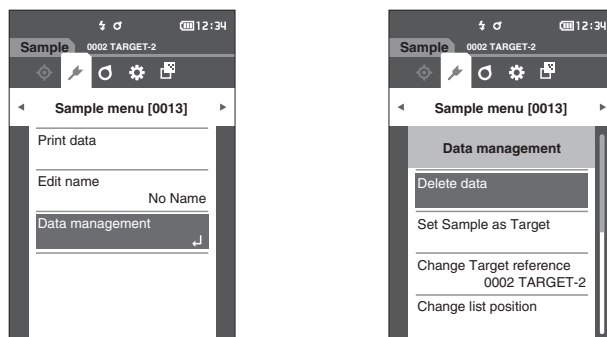 12:34
Sample 0002 TARGET-2
Sample menu [0013]
Print data
Edit name
No Name
Data management
12:34
Sample 0002 TARGET-2
Sample menu [0013]
Data management
Delete data
Set Sample as Target
Change Target reference
0002 TARGET-2
Change list position